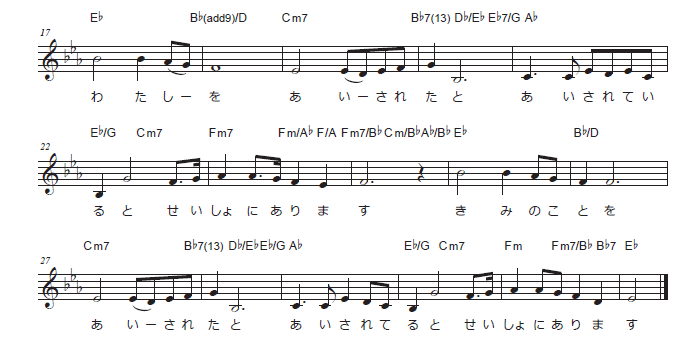 E♭ B♭(add9)/D Cm7 B♭7(13) D♭/E♭ E♭7/G A♭
17
わ た し ー を あ い ー さ れ た と あ い さ れ て い
E♭/G Cm7 Fm7 Fm/A♭ F/A Fm7/B♭ Cm/B♭ A♭/B♭ E♭ B♭/D
22
る と せ い しょ に あ り ま す き み の こ と を
Cm7 B♭7(13) D♭/E♭ E♭/G A♭ E♭/G Cm7 Fm Fm7/B♭ B♭7 E♭
27
あ い ー さ れ た と あ い さ れ て る と せ い しょ に あ り ま す